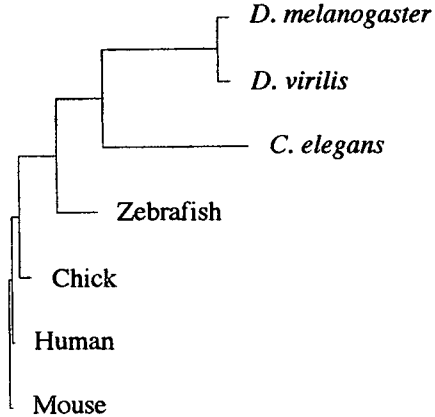 D. melanogaster
D. virilis
C. elegans
Zebrafish
Chick
Human
Mouse